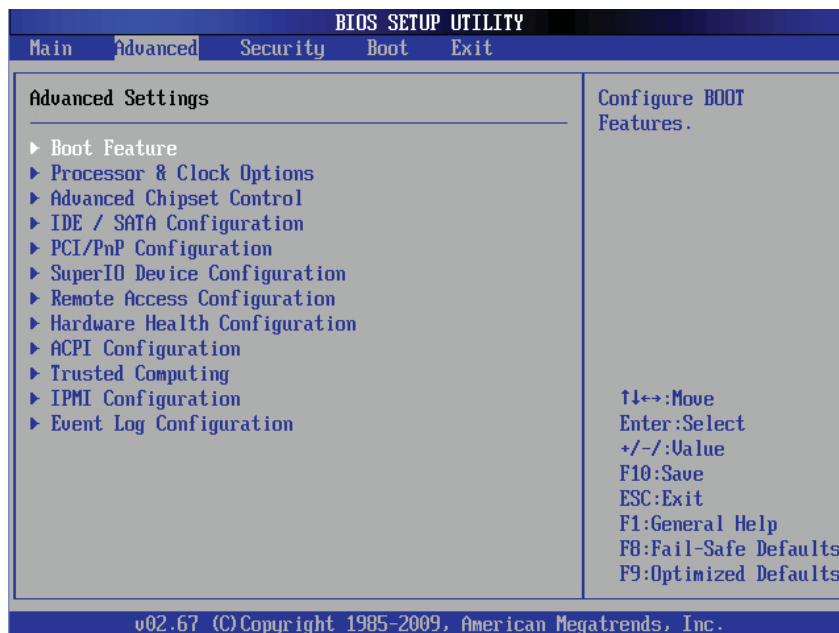 BIOS SETUP UTILITY
Main Advanced Security Boot Exit
Advanced Settings
▶ Boot Feature
▶ Processor & Clock Options
▶ Advanced Chipset Control
▶ IDE / SATA Configuration
▶ PCI/PnP Configuration
▶ SuperIO Device Configuration
▶ Remote Access Configuration
▶ Hardware Health Configuration
▶ ACPI Configuration
▶ Trusted Computing
▶ IPMI Configuration
▶ Event Log Configuration
Configure BOOT
Features.
↑↓←→:Move
Enter:Select
+/-/:Value
F10:Save
ESC:Exit
F1:General Help
F8:Fail-Safe Defaults
F9:Optimized Defaults
v02.67 (C)Copyright 1985-2009, American Megatrends, Inc.